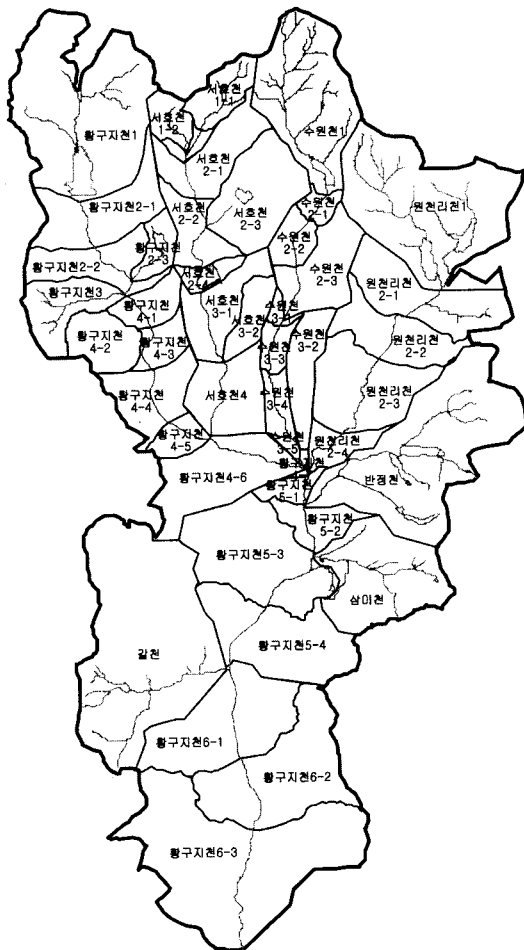 서호천
1-1
서호천
1-2
수원천1
황구지천1
서호천
2-1
황구지천2-1
서호천
2-2
서호천
2-3
수원천
2-1
원천리천1
황구지천
2-3
수원천
2-2
황구지천2-2
서호천
2-4
수원천
2-3
원천리천
2-1
황구지천3
황구지천
4-1
서호천
3-1
서호천
3-2
수원천
3-1
수원천
3-2
황구지천
4-2
황구지천
4-3
수원천
3-3
원천리천
2-2
황구지천
4-4
서호천4
수원천
3-4
원천리천
2-3
황구지천
4-5
수원천
3-5
원천리천
2-4
황구지천4-6
황구지천
5-1
반정천
황구지천
5-2
황구지천5-3
삼미천
갈천
황구지천5-4
황구지천6-1
황구지천6-2
황구지천6-3